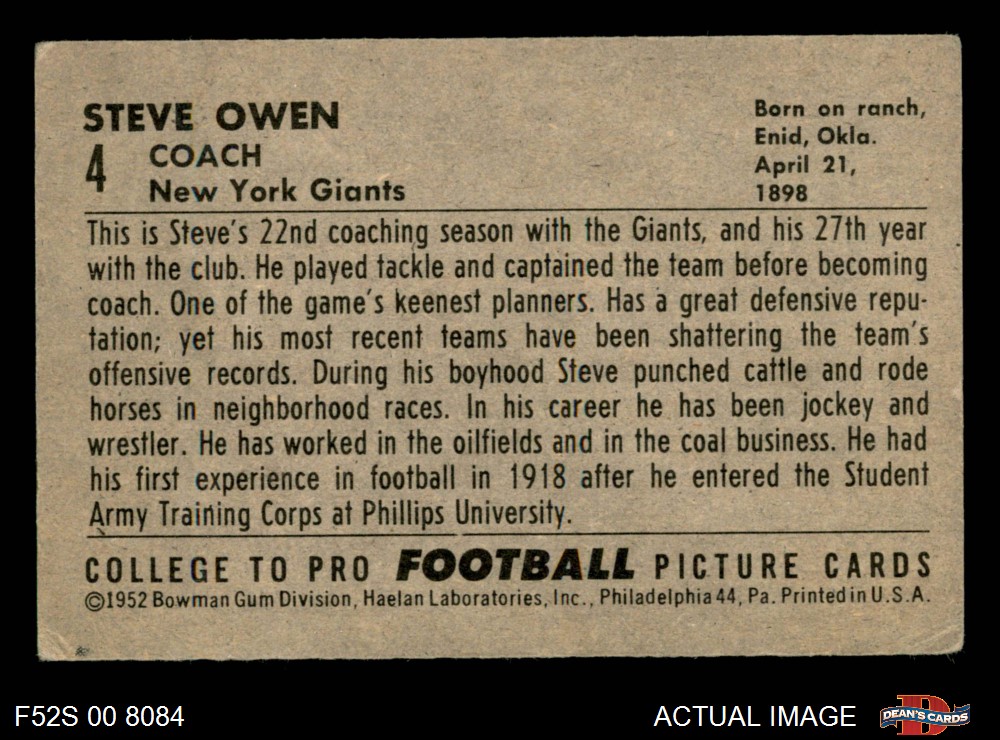 STEVE OWEN
4 COACH
New York Giants
Born on ranch,
Enid, Okla.
April 21,
1898
This is Steve's 22nd coaching season with the Giants, and his 27th year
with the club. He played tackle and captained the team before becoming
coach. One of the game's keenest planners. Has a great defensive repu-
tation; yet his most recent teams have been shattering the team's
offensive records. During his boyhood Steve punched cattle and rode
horses in neighborhood races. In his career he has been jockey and
wrestler. He has worked in the oilfields and in the coal business. He had
his first experience in football in 1918 after he entered the Student
Army Training Corps at Phillips University.
COLLEGE TO PRO FOOTBALL PICTURE CARDS
©1952 Bowman Gum Division, Haelan Laboratories, Inc., Philadelphia 44, Pa. Printed in U.S.A.
F52S 00 8084
ACTUAL IMAGE
D
DEAN'S CARDS